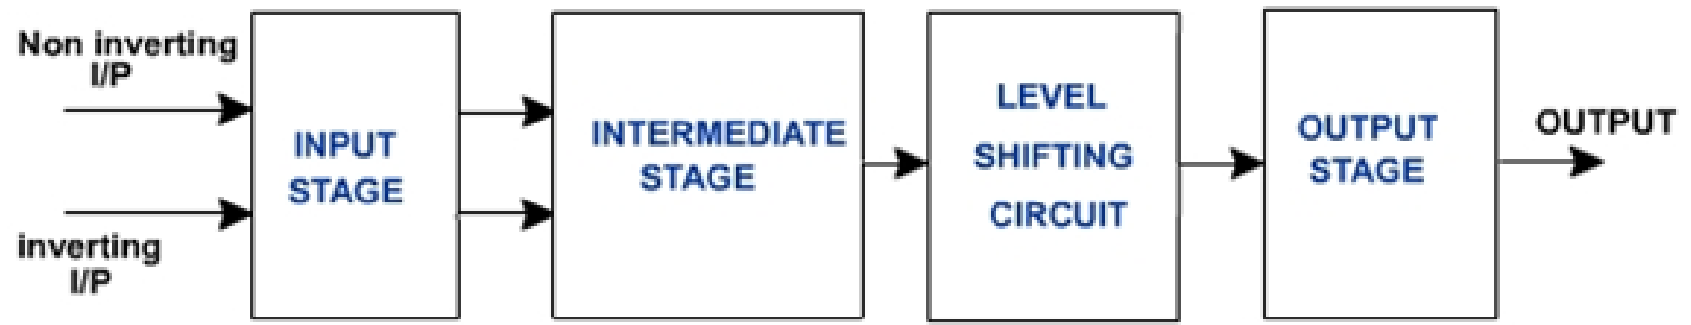 Non inverting
I/P
inverting
I/P
INPUT
STAGE
INTERMEDIATE
STAGE
LEVEL
SHIFTING
CIRCUIT
OUTPUT
STAGE
OUTPUT